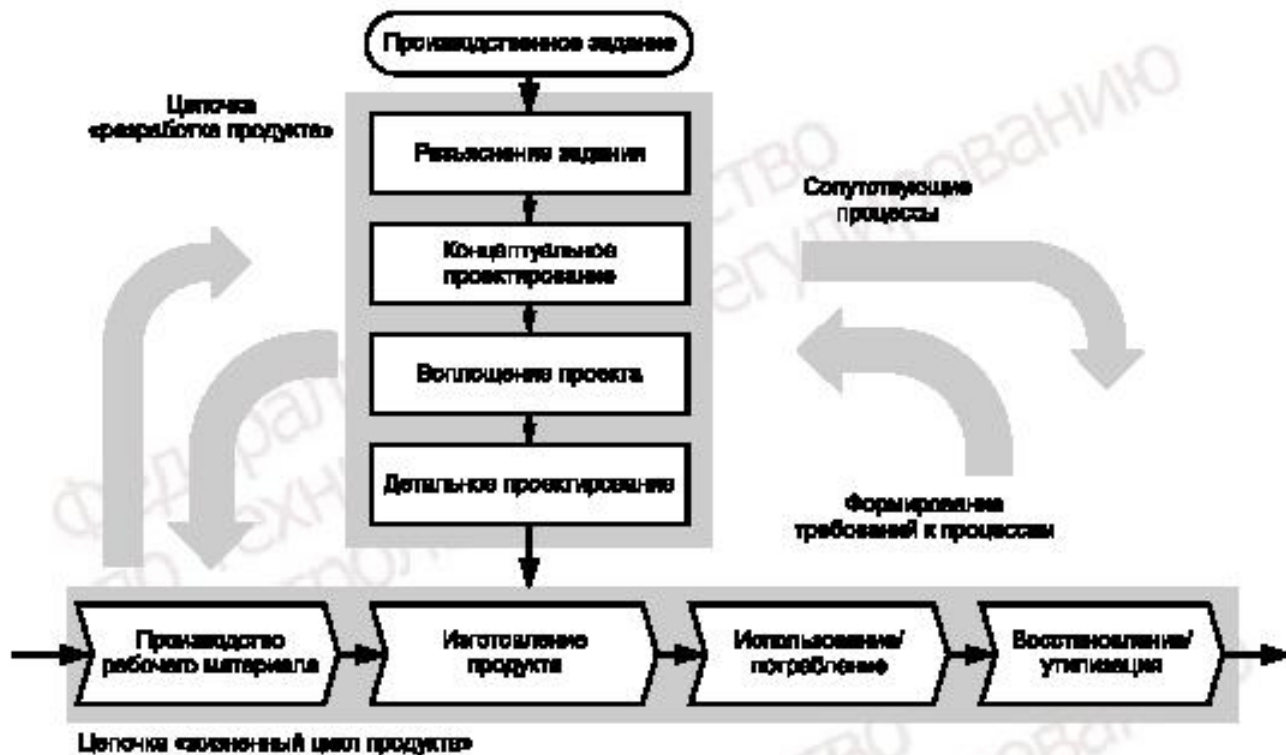 Производственное задание
Цепочка
«разработка продукта»
Разъяснение задания
Сопутствующие
процессы
Концептуальное
проектирование
Воплощение проекта
Детальное проектирование
Формирование
требований к процессам
Производство
рабочего материала
Изготовление
продукта
Использование/
потребление
Восстановление/
утилизация
Цепочка «жизненный цикл продукта»